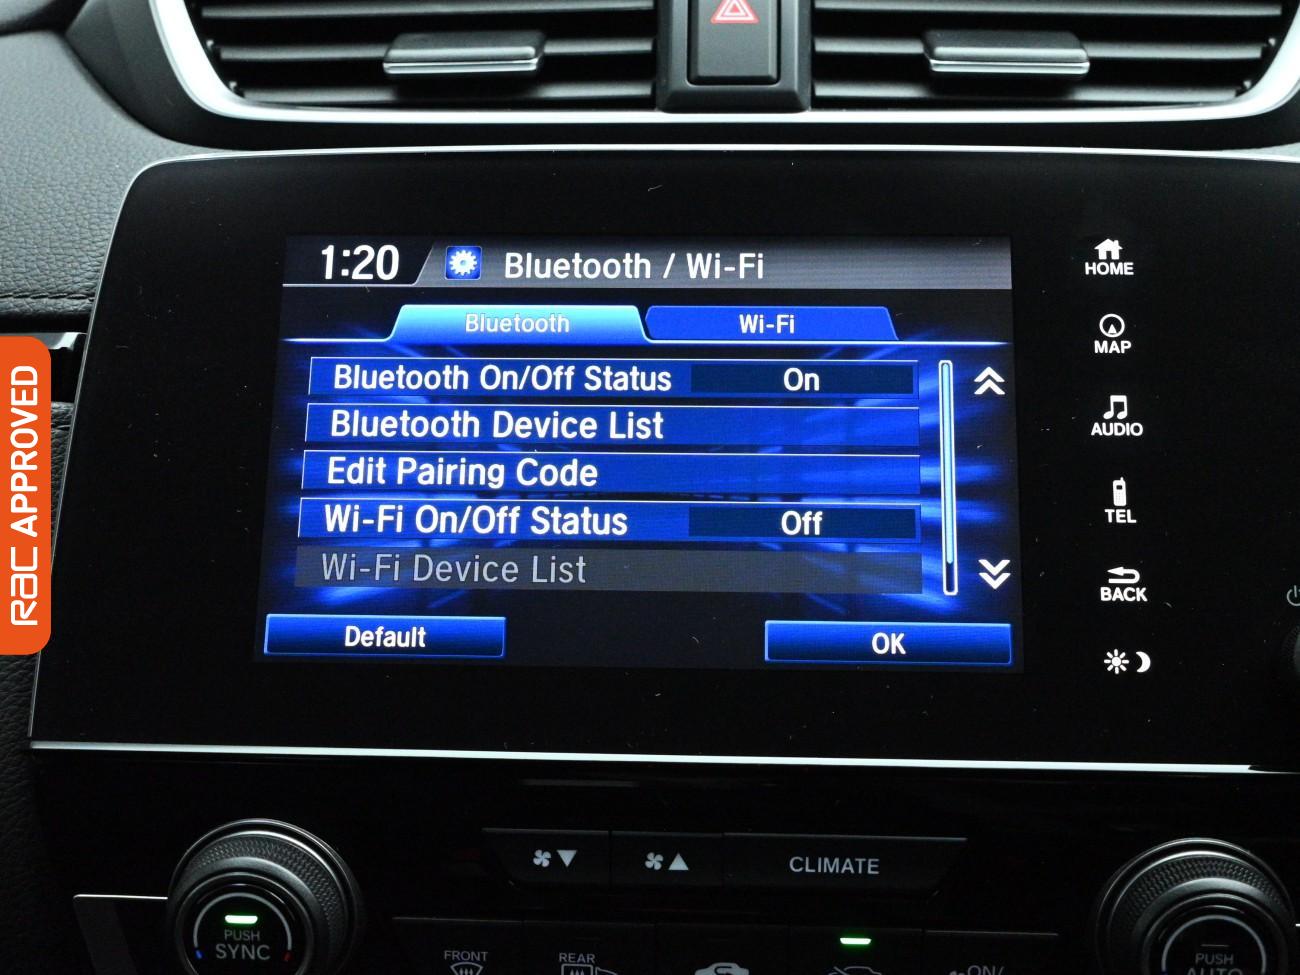 1:20
Bluetooth / Wi-Fi
Bluetooth
Wi-Fi
Bluetooth On/Off Status
On
Bluetooth Device List
Edit Pairing Code
Wi-Fi On/Off Status
Off
Wi-Fi Device List
Default
OK
HOME
MAP
AUDIO
TEL
BACK
RAC APPROVED
CLIMATE
PUSH
SYNC
FRONT
REAR
ON/
PUSH